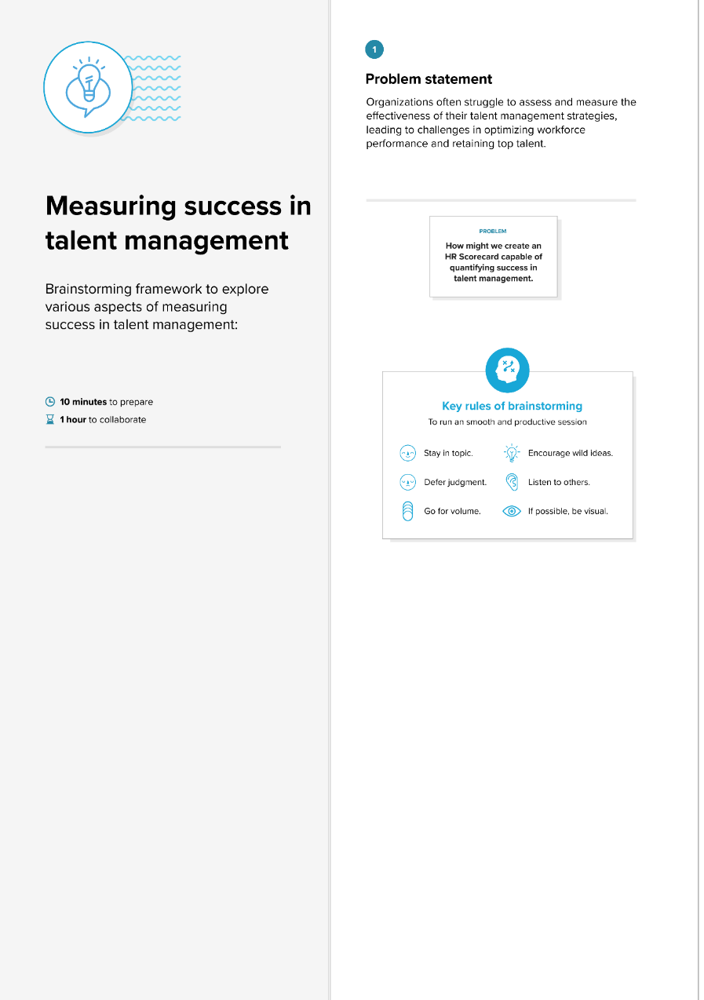 Measuring success in
talent management
Brainstorming framework to explore
various aspects of measuring
success in talent management:
10 minutes to prepare
1 hour to collaborate
1
Problem statement
Organizations often struggle to assess and measure the
effectiveness of their talent management strategies,
leading to challenges in optimizing workforce
performance and retaining top talent.
PROBLEM
How might we create an
HR Scorecard capable of
quantifying success in
talent management.
Key rules of brainstorming
To run an smooth and productive session
Stay in topic.
Encourage wild ideas.
Defer judgment.
Listen to others.
Go for volume.
If possible, be visual.